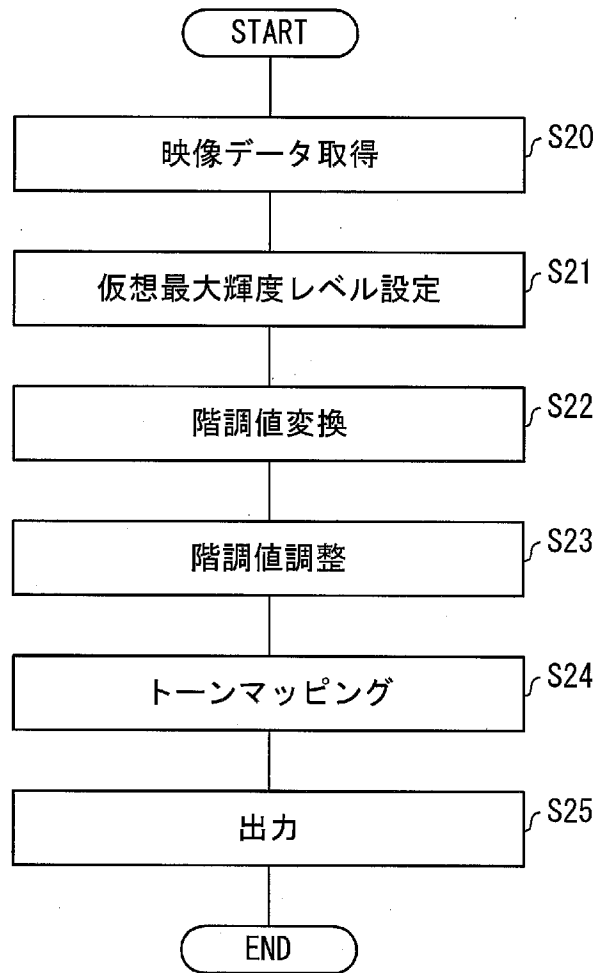 START
映像データ取得
S20
仮想最大輝度レベル設定
S21
階調値変換
S22
階調値調整
S23
トーンマッピング
S24
出力
S25
END